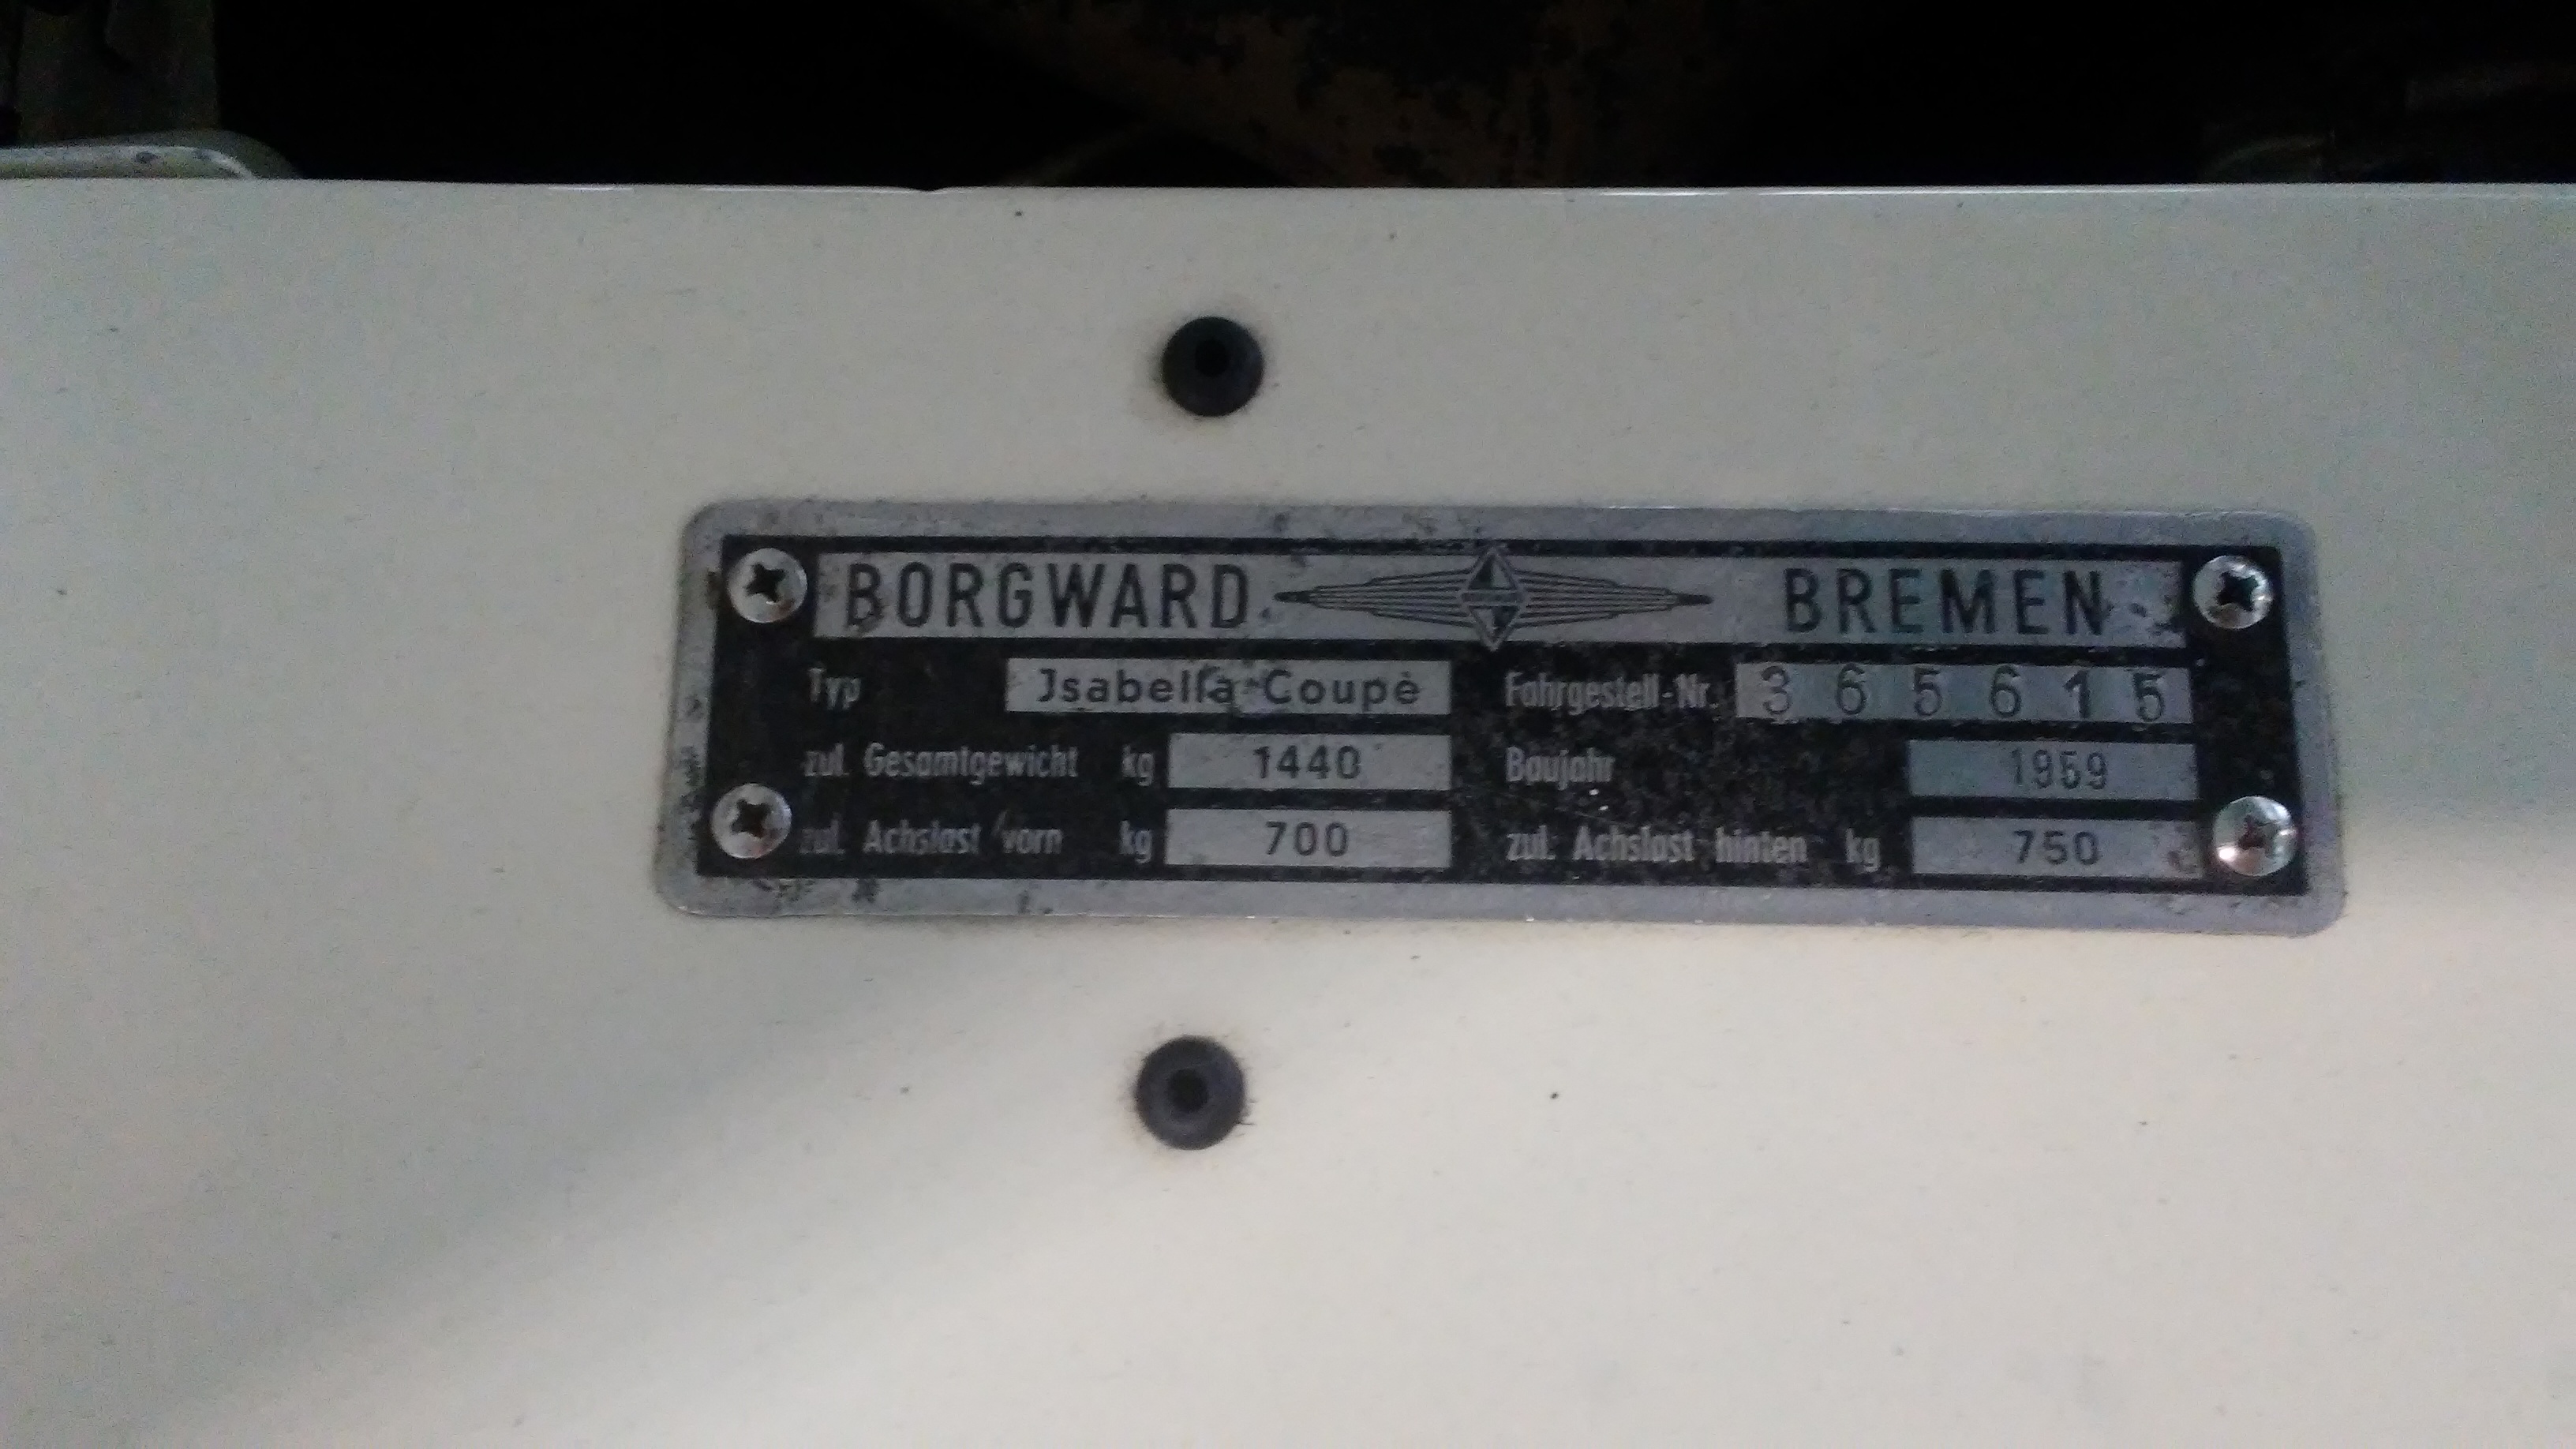 BORGWARD BREMEN
Typ Jsabella-Coupè Fahrgestell-Nr. 365615
zul. Gesamtgewicht kg 1440 Baujahr 1959
zul. Achslast vorn kg 700 zul. Achslast hinten kg 750